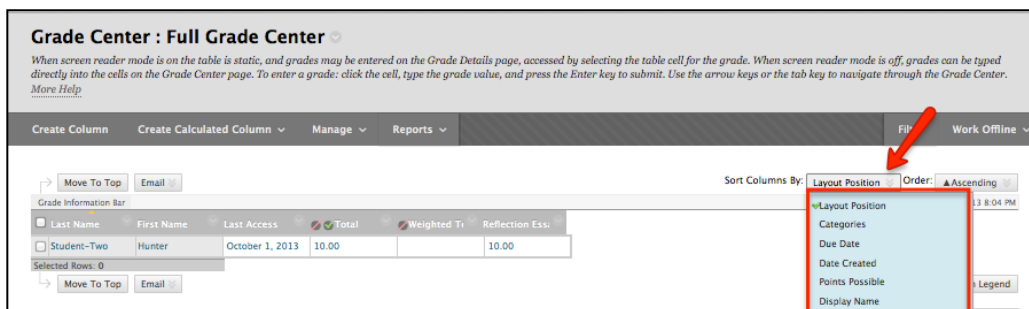 Grade Center : Full Grade Center
When screen reader mode is on the table is static, and grades may be entered on the Grade Details page, accessed by selecting the table cell for the grade. When screen reader mode is off, grades can be typed
directly into the cells on the Grade Center page. To enter a grade: click the cell, type the grade value, and press the Enter key to submit. Use the arrow keys or the tab key to navigate through the Grade Center.
More Help
Create Column Create Calculated Column Manage Reports Work Offline
Move To Top Email Sort Columns By: Layout Position Order: Ascending
Grade Information Bar 13 8:04 PM
Last Name First Name Last Access Total Weighted Reflection
Student-Two Hunter October 1, 2013 10.00 10.00
Selected Rows: 0
Move To Top Email Legend
Layout Position
Categories
Due Date
Date Created
Points Possible
Display Name